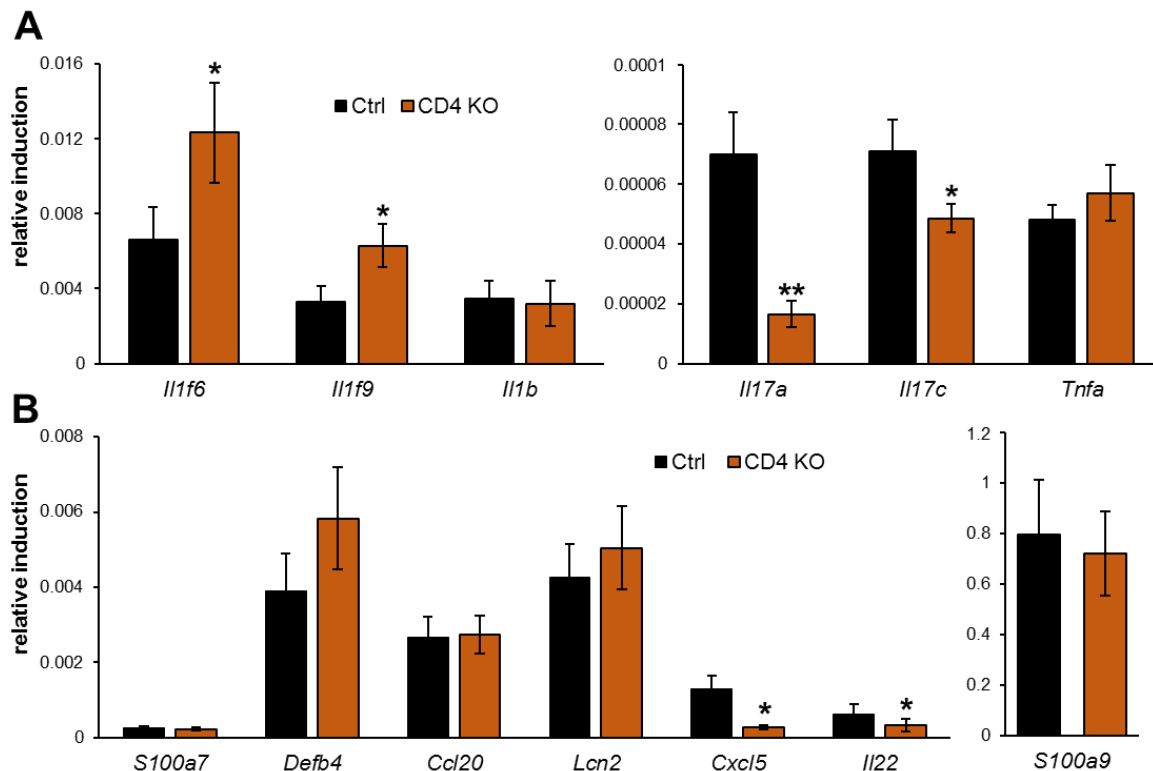 A
relative induction
0.016
0.012
0.008
0.004
0
Ctrl CD4 KO
* *
Il1f6 Il1f9 Il1b
0.0001
0.00008
0.00006
0.00004
0.00002
0
** *
Il17a Il17c Tnfa
B
relative induction
0.008
0.006
0.004
0.002
0
Ctrl CD4 KO
* *
S100a7 Defb4 Ccl20 Lcn2 Cxcl5 Il22
1.2
1
0.8
0.6
0.4
0.2
0
S100a9